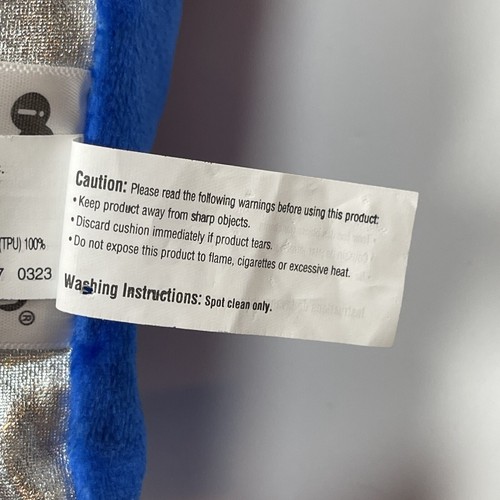 Caution: Please read the following warnings before using this product:
• Keep product away from sharp objects.
• Discard cushion immediately if product tears.
• Do not expose this product to flame, cigarettes or excessive heat.
Washing Instructions: Spot clean only.
(TPU) 100%
7 0323
®